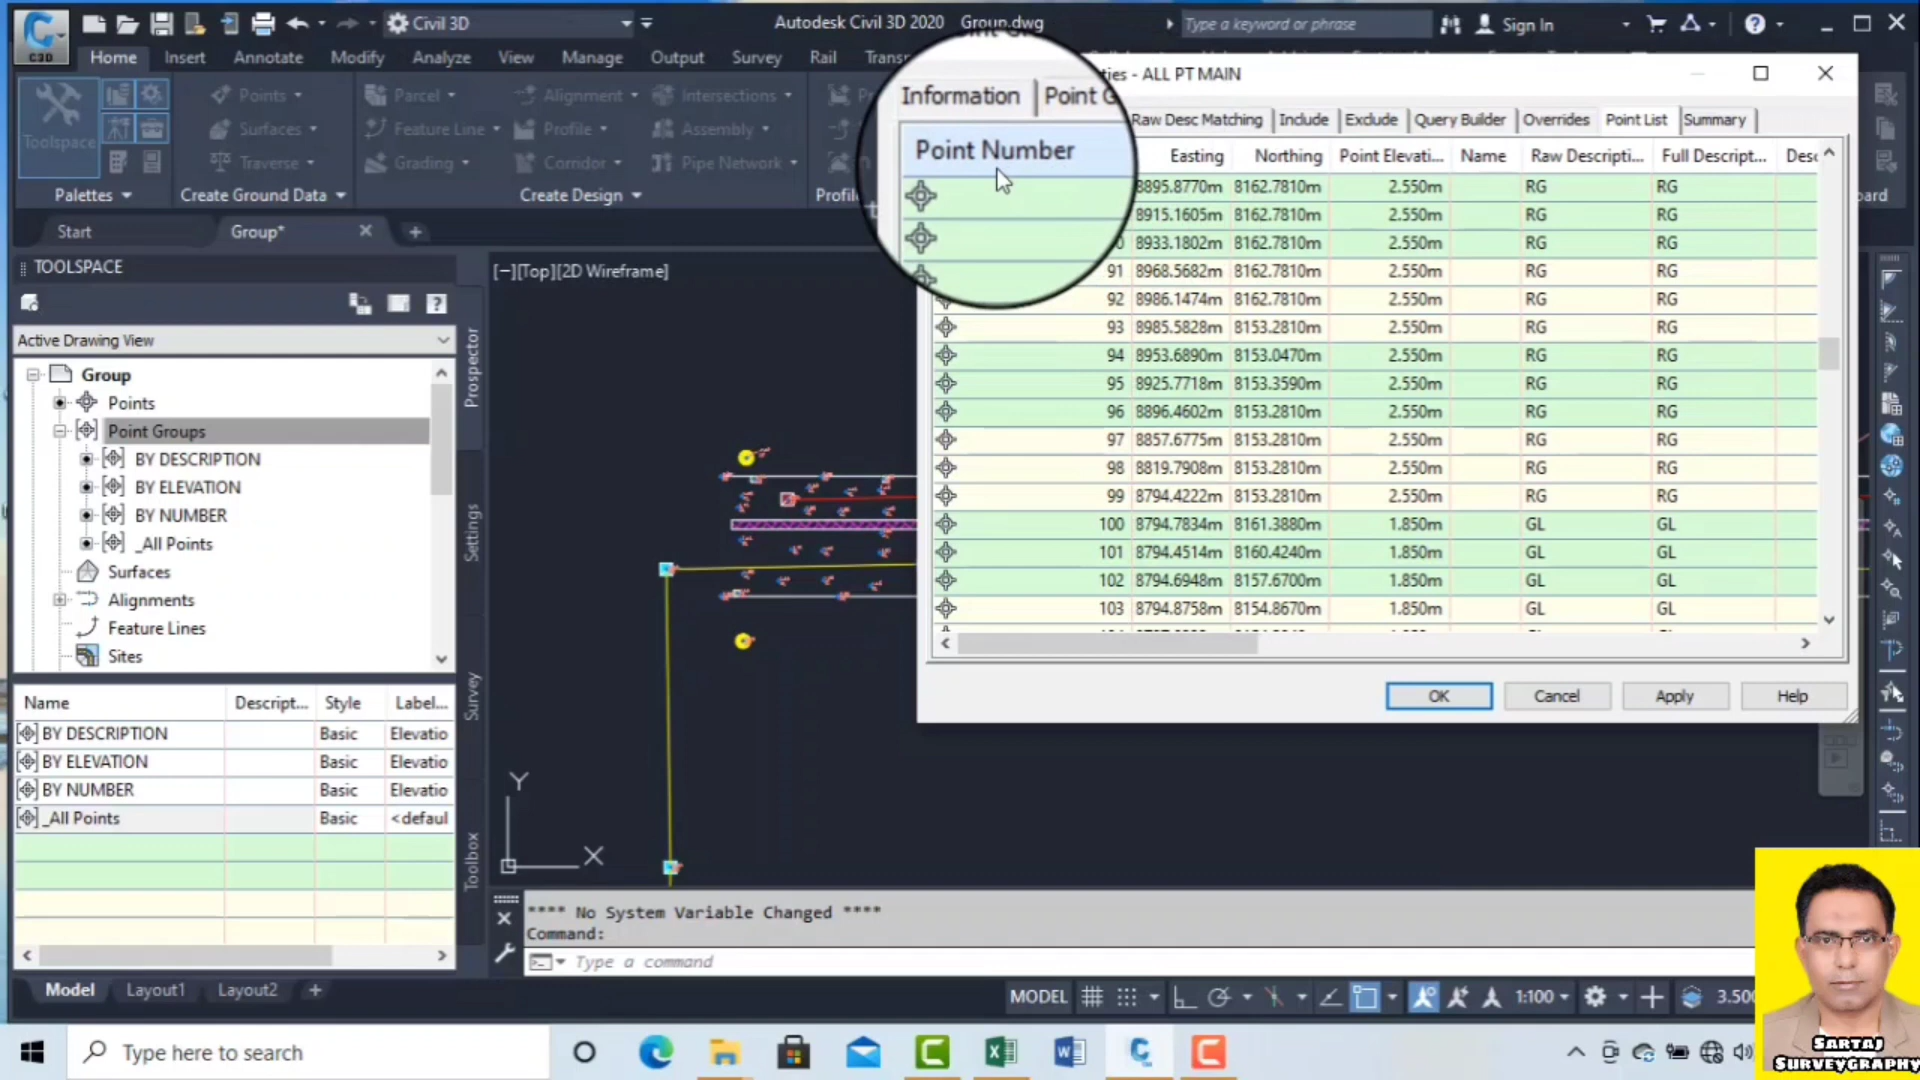 C3D
Civil 3D
Autodesk Civil 3D 2020 Group.dwg
Type a keyword or phrase
Sign In
Home Insert Annotate Modify Analyze View Manage Output Survey Rail
Toolspace
Points
Surfaces
Traverse
Parcel
Feature Line
Grading
Alignment
Profile
Corridor
Intersections
Assembly
Pipe Network
Palettes
Create Ground Data
Create Design
Start
Group*
TOOLSPACE
Active Drawing View
Group
Points
Point Groups
BY DESCRIPTION
BY ELEVATION
BY NUMBER
_All Points
Surfaces
Alignments
Feature Lines
Sites
Prospector
Settings
Survey
Toolbox
Name Descript... Style Label...
BY DESCRIPTION Basic Elevatio
BY ELEVATION Basic Elevatio
BY NUMBER Basic Elevatio
_All Points Basic <defaul
[−][Top][2D Wireframe]
Y
X
ties - ALL PT MAIN
Information Point G Raw Desc Matching Include Exclude Query Builder Overrides Point List Summary
Point Number Easting Northing Point Elevati... Name Raw Descripti... Full Descript... Desc
8895.8770m 8162.7810m 2.550m RG RG
8915.1605m 8162.7810m 2.550m RG RG
8933.1802m 8162.7810m 2.550m RG RG
91 8968.5682m 8162.7810m 2.550m RG RG
92 8986.1474m 8162.7810m 2.550m RG RG
93 8985.5828m 8153.2810m 2.550m RG RG
94 8953.6890m 8153.0470m 2.550m RG RG
95 8925.7718m 8153.3590m 2.550m RG RG
96 8896.4602m 8153.2810m 2.550m RG RG
97 8857.6775m 8153.2810m 2.550m RG RG
98 8819.7908m 8153.2810m 2.550m RG RG
99 8794.4222m 8153.2810m 2.550m RG RG
100 8794.7834m 8161.3880m 1.850m GL GL
101 8794.4514m 8160.4240m 1.850m GL GL
102 8794.6948m 8157.6700m 1.850m GL GL
103 8794.8758m 8154.8670m 1.850m GL GL
OK Cancel Apply Help
**** No System Variable Changed ****
Command:
Type a command
Model Layout1 Layout2 +
MODEL 1:100
Type here to search
SARTAJ
SURVEYGRAPHY